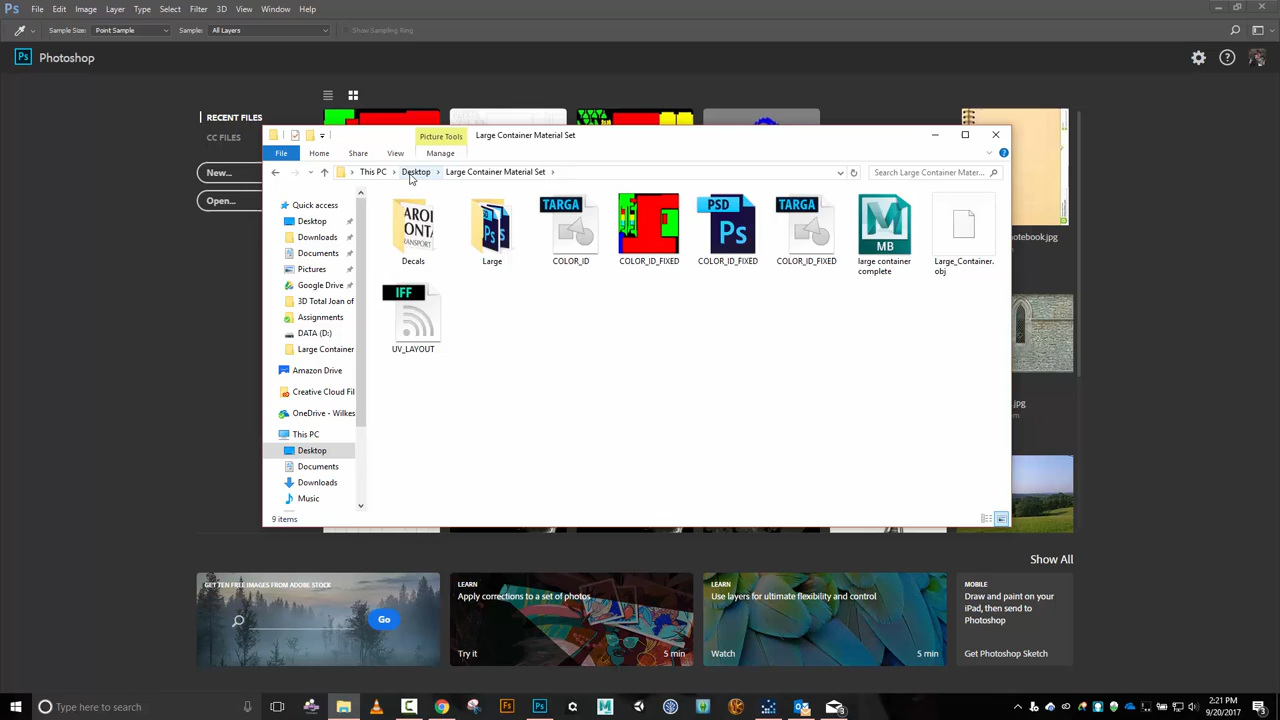 Ps File Edit Image Layer Type Select Filter 3D View Window Help
Sample Size: Point Sample Sample: All Layers Show Sampling Ring
Ps Photoshop
RECENT FILES
CC FILES
New...
Open...
Picture Tools Large Container Material Set
File Home Share View Manage
This PC Desktop Large Container Material Set Search Large Container Mater...
Quick access
Desktop
Downloads
Documents
Pictures
Google Drive
3D Total Joan of
Assignments
DATA (D:)
Large Container
Amazon Drive
Creative Cloud Fil
OneDrive - Wilkes
This PC
Desktop
Documents
Downloads
Music
Decals
Large
TARGA
COLOR_ID
COLOR_ID_FIXED
PSD
Ps
COLOR_ID_FIXED
TARGA
COLOR_ID_FIXED
MB
large container
complete
Large_Container.
obj
IFF
UV_LAYOUT
9 items
notebook.jpg
.jpg
Show All
GET TEN FREE IMAGES FROM ADOBE STOCK
Go
LEARN
Apply corrections to a set of photos
Try it 5 min
LEARN
Use layers for ultimate flexibility and control
Watch 5 min
MOBILE
Draw and paint on your
iPad, then send to
Photoshop
Get Photoshop Sketch
Type here to search
2:21 PM
9/20/2017